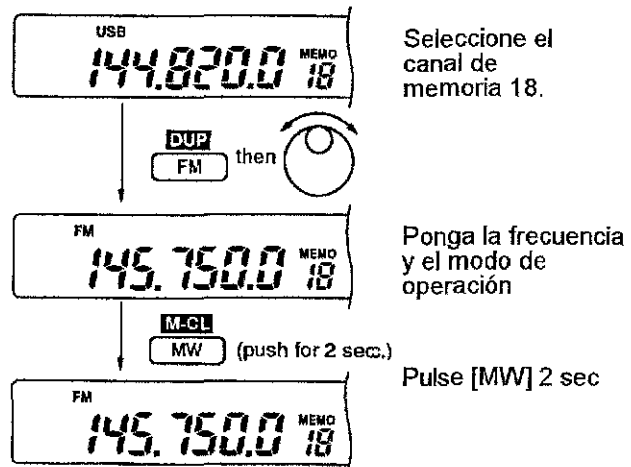 USB
144.820.0 MEMO 18
Seleccione el
canal de
memoria 18.
DUP
FM then
FM
145.750.0 MEMO 18
Ponga la frecuencia
y el modo de
operación
M-CL
MW (push for 2 sec.)
Pulse [MW] 2 sec
FM
145.750.0 MEMO 18